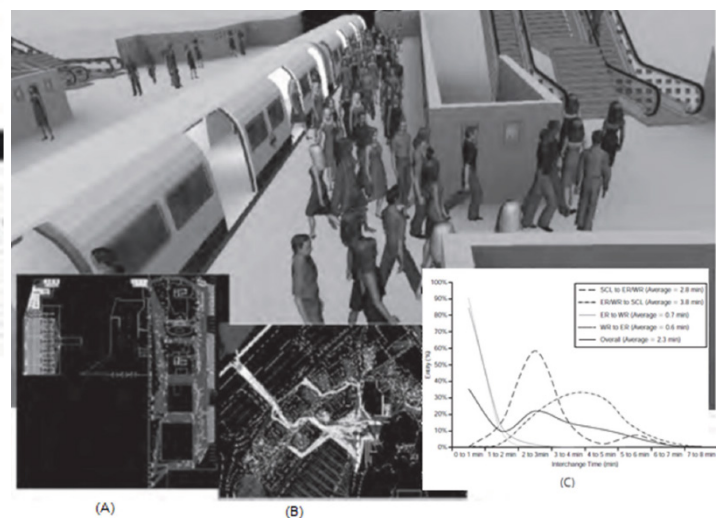 100%
90%
80%
70%
60%
50%
40%
30%
20%
10%
0%
Entity (%)
SCL to ER/WR (Average = 2.8 min)
ER/WR to SCL (Average = 3.8 min)
ER to WR (Average = 0.7 min)
WR to ER (Average = 0.6 min)
Overall (Average = 2.3 min)
0 to 1 min 1 to 2 min 2 to 3min 3 to 4 min 4 to 5 min 5 to 6 min 6 to 7 min 7 to 8 min
Interchange Time (min)
(A)
(B)
(C)